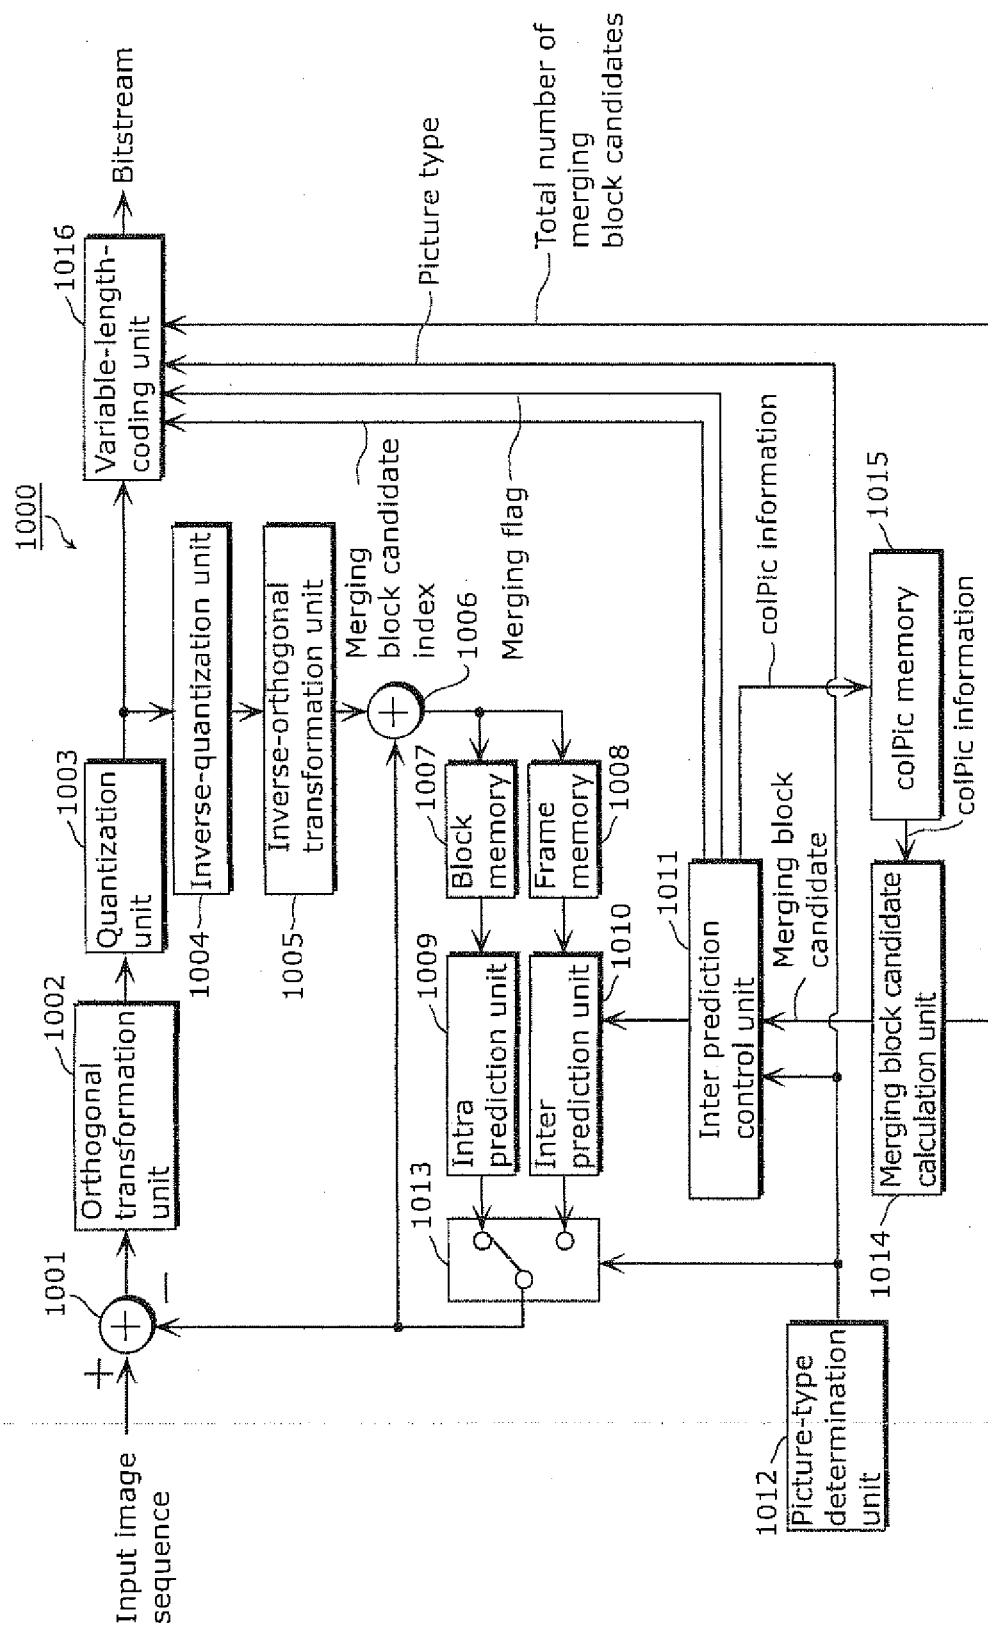 1000
Input image
sequence
+
1001
+
−
1002
Orthogonal
transformation
unit
1003
Quantization
unit
1016
Variable-length-
coding unit
Bitstream
1004
Inverse-quantization unit
1005
Inverse-orthogonal
transformation unit
Merging
block candidate
index
1006
+
Merging flag
Picture type
Total number of
merging
block candidates
1007
Block
memory
1008
Frame
memory
1009
Intra
prediction unit
1010
Inter
prediction unit
1013
1011
Inter prediction
control unit
colPic information
Merging block
candidate
1015
colPic memory
colPic information
1014
Merging block candidate
calculation unit
1012
Picture-type
determination
unit